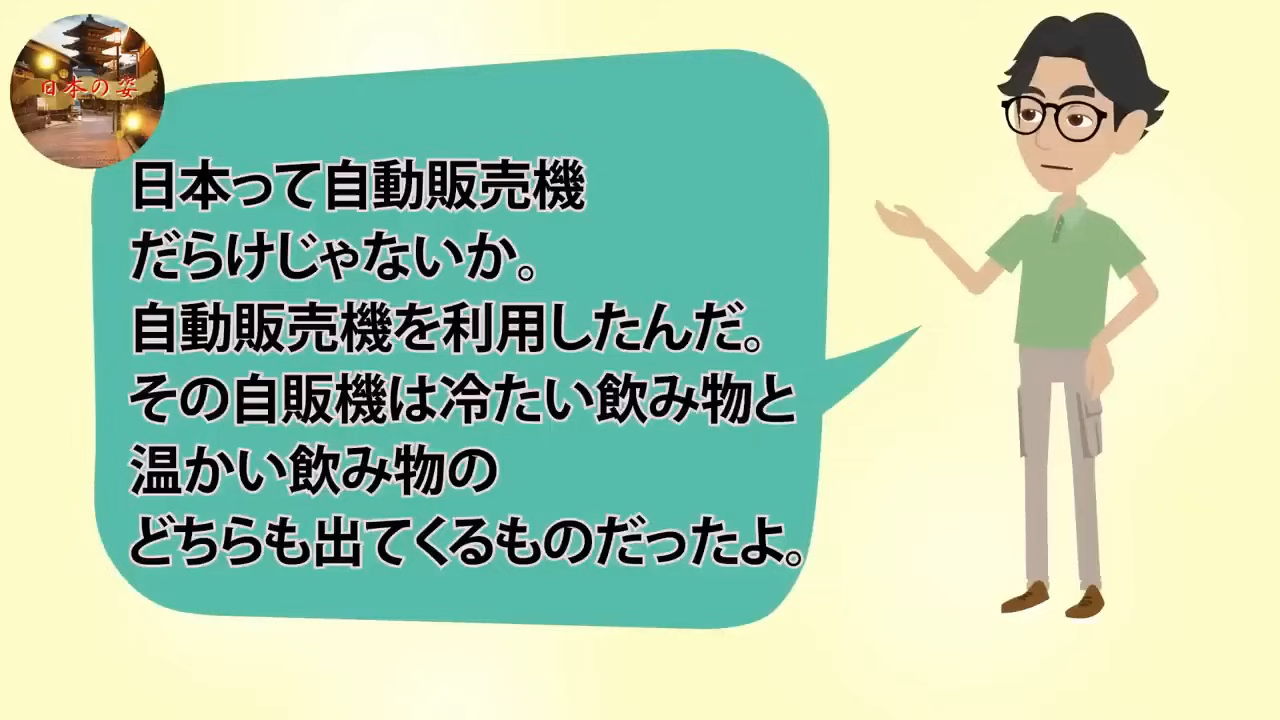 日本の姿
日本って自動販売機
だらけじゃないか。
自動販売機を利用したんだ。
その自販機は冷たい飲み物と
温かい飲み物の
どちらも出てくるものだったよ。